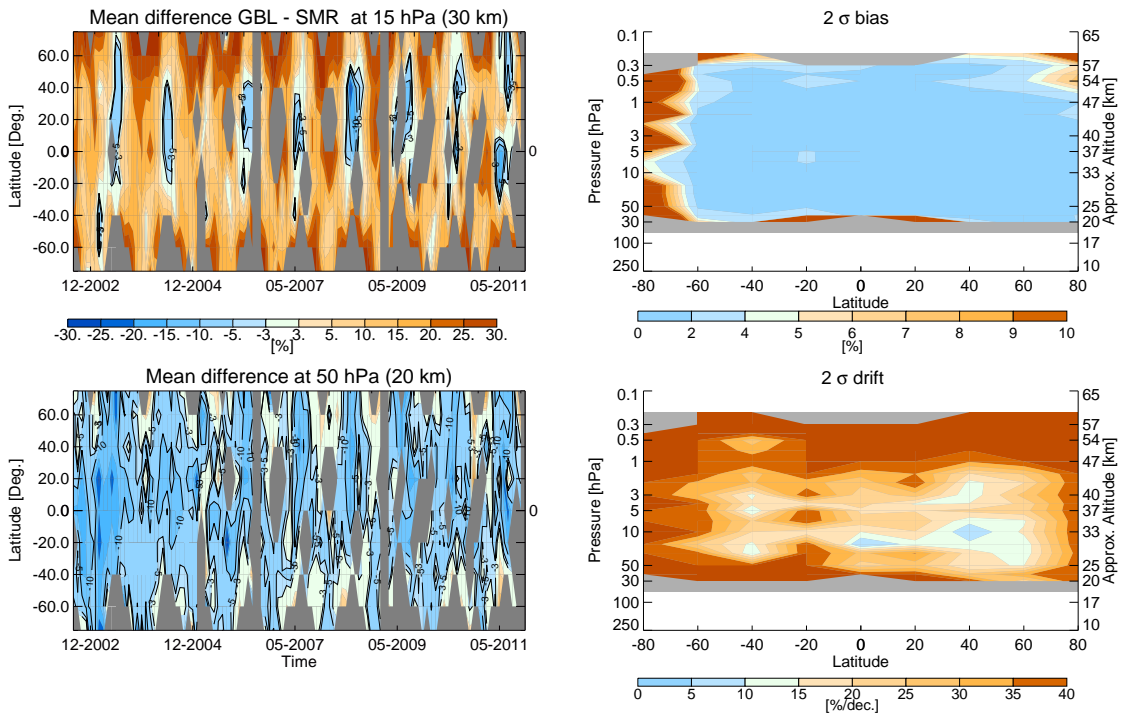 Mean difference GBL - SMR at 15 hPa (30 km)
Latitude [Deg.]
60.0
40.0
20.0
0.0
-20.0
-40.0
-60.0
0
12-2002 12-2004 05-2007 05-2009 05-2011
-30. -25. -20. -15. -10. -5. -3. 3. 5. 10. 15. 20. 25. 30.
[%]
2 σ bias
Pressure [hPa]
0.1
0.3
0.5
1
3
5
10
50
30
100
250
65
57
54
47
40
37
33
27
20
17
10
Approx. Altitude [km]
-80 -60 -40 -20 0 20 40 60 80
Latitude
0 2 4 5 6 7 8 9 10
[%]
Mean difference at 50 hPa (20 km)
Latitude [Deg.]
60.0
40.0
20.0
0.0
-20.0
-40.0
-60.0
0
12-2002 12-2004 05-2007 05-2009 05-2011
Time
2 σ drift
Pressure [hPa]
0.1
0.3
0.5
1
3
5
10
50
30
100
250
65
57
54
47
40
37
33
27
20
17
10
Approx. Altitude [km]
-80 -60 -40 -20 0 20 40 60 80
Latitude
0 5 10 15 20 25 30 35 40
[%/dec.]